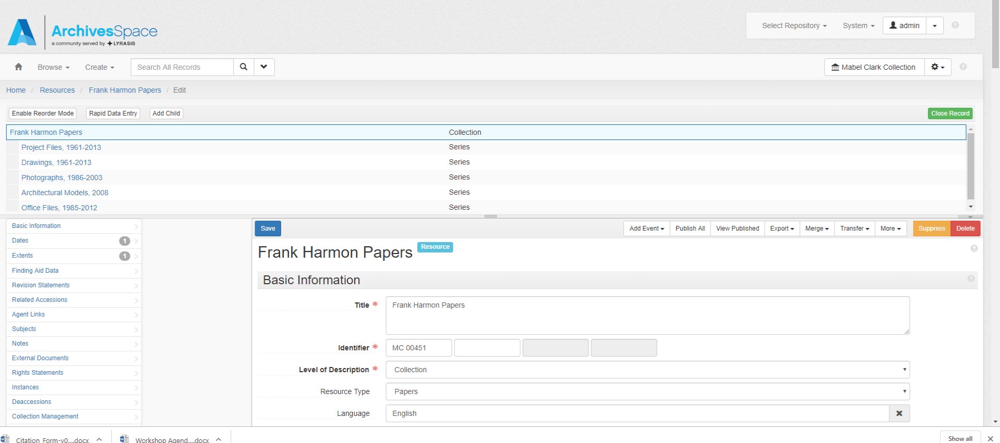 ArchivesSpace
a community served by LYRASIS
Select Repository
System
admin
Browse
Create
Search All Records
Mabel Clark Collection
Home / Resources / Frank Harmon Papers / Edit
Enable Reorder Mode
Rapid Data Entry
Add Child
Close Record
Frank Harmon Papers Collection
Project Files, 1961-2013 Series
Drawings, 1961-2013 Series
Photographs, 1986-2003 Series
Architectural Models, 2008 Series
Office Files, 1985-2012 Series
Basic Information
Dates 1
Extents 1
Finding Aid Data
Revision Statements
Related Accessions
Agent Links
Subjects
Notes
External Documents
Rights Statements
Instances
Deaccessions
Collection Management
Save
Add Event
Publish All
View Published
Export
Merge
Transfer
More
Suppress
Delete
Frank Harmon Papers Resource
Basic Information
Title * Frank Harmon Papers
Identifier * MC 00451
Level of Description * Collection
Resource Type Papers
Language English
Citation_Form-v0....docx
Workshop Agend....docx
Show all